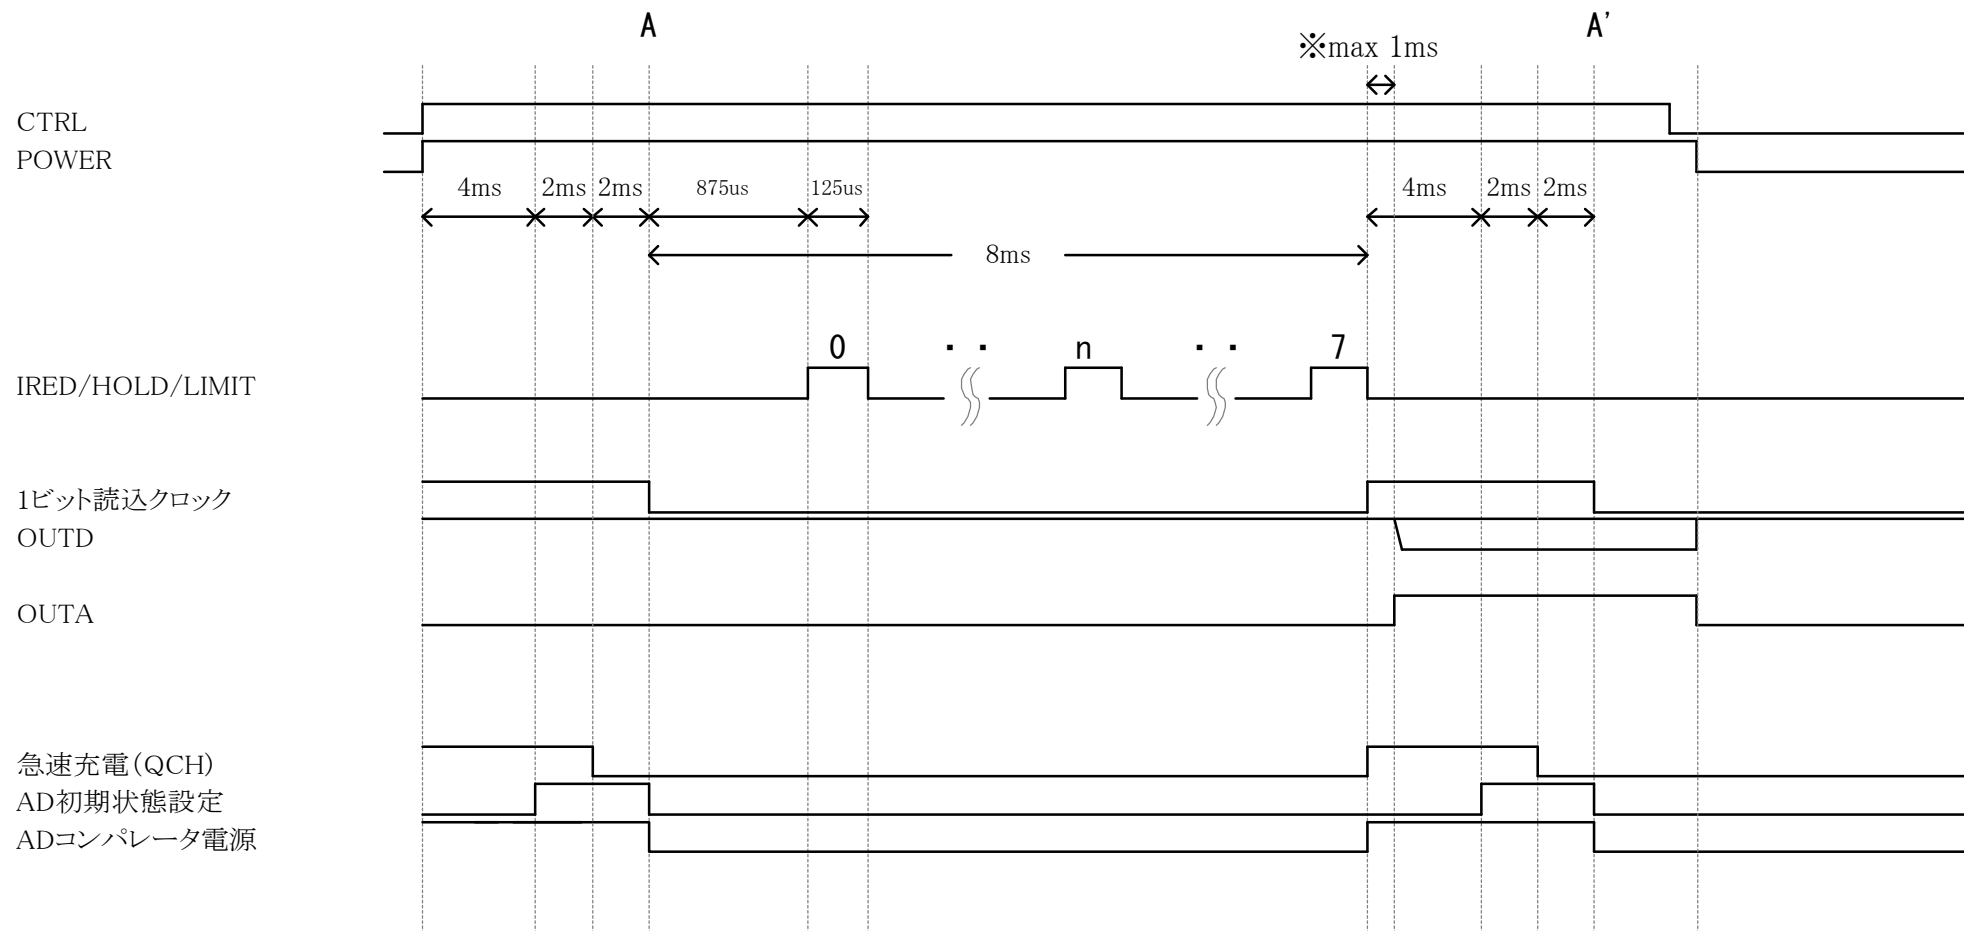 A
A'
※max 1ms
CTRL
POWER
4ms 2ms 2ms 875us 125us 4ms 2ms 2ms
8ms
0 ・・ n ・・ 7
IRED/HOLD/LIMIT
1ビット読込クロック
OUTD
OUTA
急速充電(QCH)
AD初期状態設定
ADコンパレータ電源